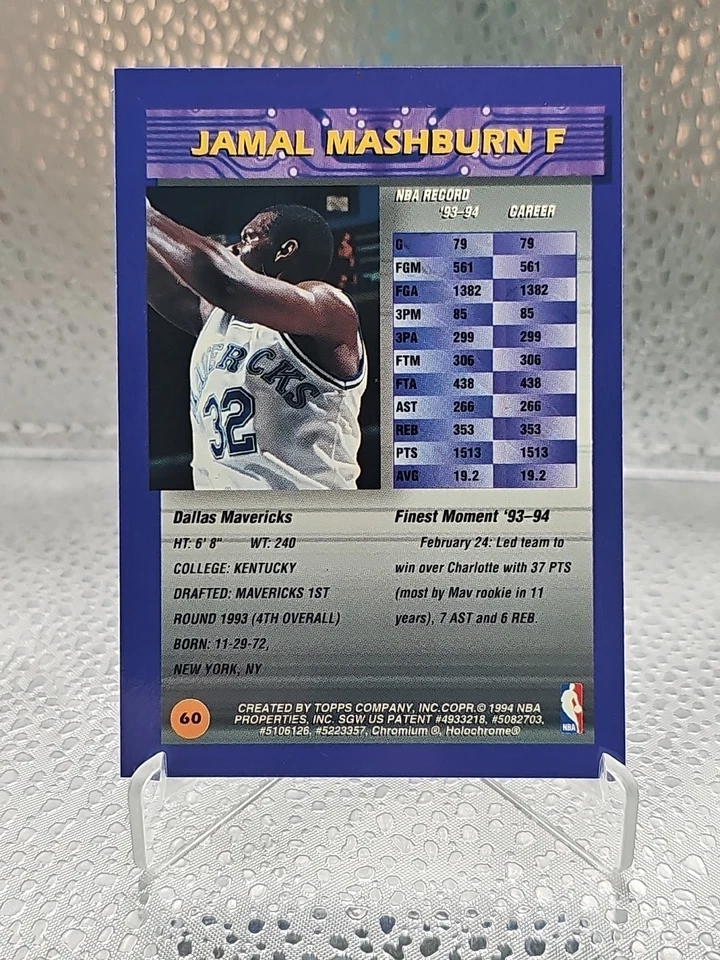 JAMAL MASHBURN F
NBA RECORD
'93–94 CAREER
G 79 79
FGM 561 561
FGA 1382 1382
3PM 85 85
3PA 299 299
FTM 306 306
FTA 438 438
AST 266 266
REB 353 353
PTS 1513 1513
AVG 19.2 19.2
ERICKS
32
Dallas Mavericks
HT: 6' 8" WT: 240
COLLEGE: KENTUCKY
DRAFTED: MAVERICKS 1ST
ROUND 1993 (4TH OVERALL)
BORN: 11-29-72,
NEW YORK, NY
Finest Moment '93–94
February 24: Led team to
win over Charlotte with 37 PTS
(most by Mav rookie in 11
years), 7 AST and 6 REB.
60
CREATED BY TOPPS COMPANY, INC.COPR.© 1994 NBA
PROPERTIES, INC. SGW US PATENT #4933218, #5082703,
#5106126, #5223357, Chromium ®, Holochrome®
NBA